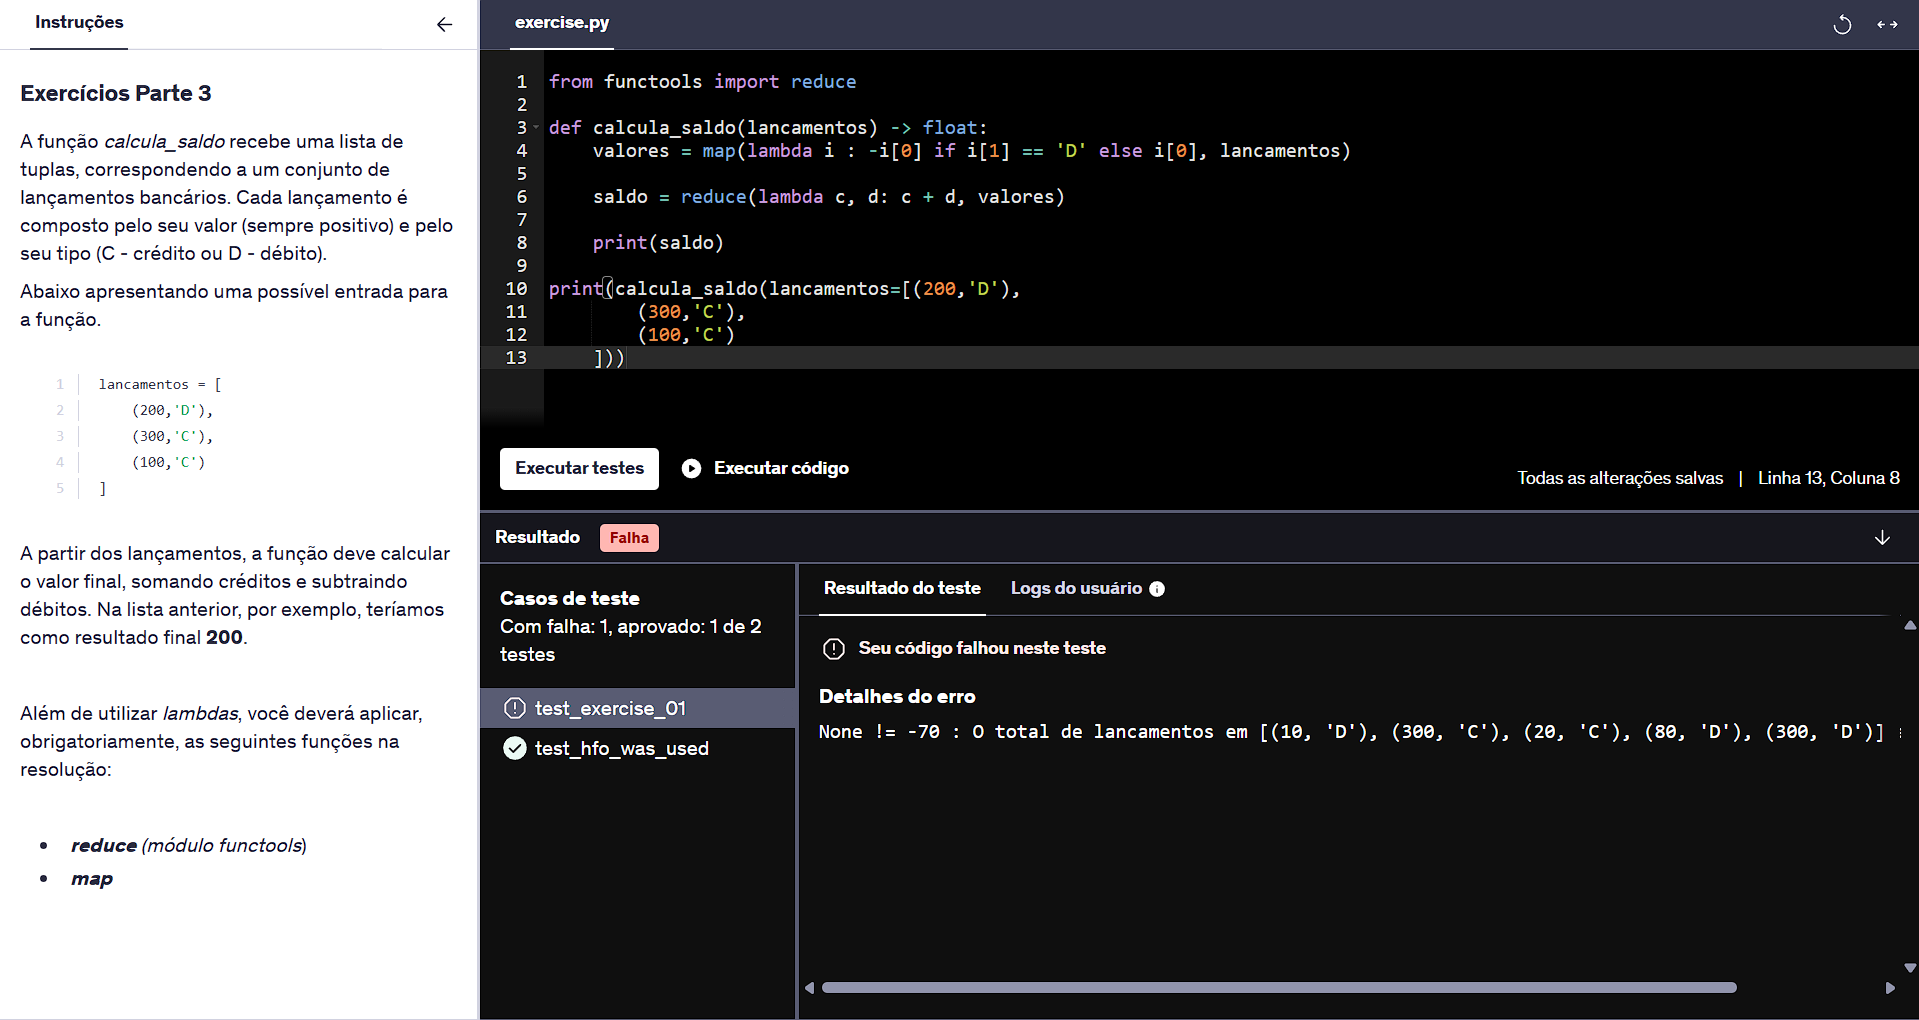 Instruções
Exercícios Parte 3
A função calcula_saldo recebe uma lista de
tuplas, correspondendo a um conjunto de
lançamentos bancários. Cada lançamento é
composto pelo seu valor (sempre positivo) e pelo
seu tipo (C - crédito ou D - débito).
Abaixo apresentando uma possível entrada para
a função.
1 lancamentos = [
2 (200,'D'),
3 (300,'C'),
4 (100,'C')
5 ]
A partir dos lançamentos, a função deve calcular
o valor final, somando créditos e subtraindo
débitos. Na lista anterior, por exemplo, teríamos
como resultado final 200.
Além de utilizar lambdas, você deverá aplicar,
obrigatoriamente, as seguintes funções na
resolução:
• reduce (módulo functools)
• map
exercise.py
1 from functools import reduce
2
3 def calcula_saldo(lancamentos) -> float:
4 valores = map(lambda i : -i[0] if i[1] == 'D' else i[0], lancamentos)
5
6 saldo = reduce(lambda c, d: c + d, valores)
7
8 print(saldo)
9
10 print(calcula_saldo(lancamentos=[(200,'D'),
11 (300,'C'),
12 (100,'C')
13 ]))
Executar testes
Executar código
Todas as alterações salvas | Linha 13, Coluna 8
Resultado
Falha
Casos de teste
Com falha: 1, aprovado: 1 de 2
testes
test_exercise_01
test_hfo_was_used
Resultado do teste
Logs do usuário
Seu código falhou neste teste
Detalhes do erro
None != -70 : O total de lancamentos em [(10, 'D'), (300, 'C'), (20, 'C'), (80, 'D'), (300, 'D')]